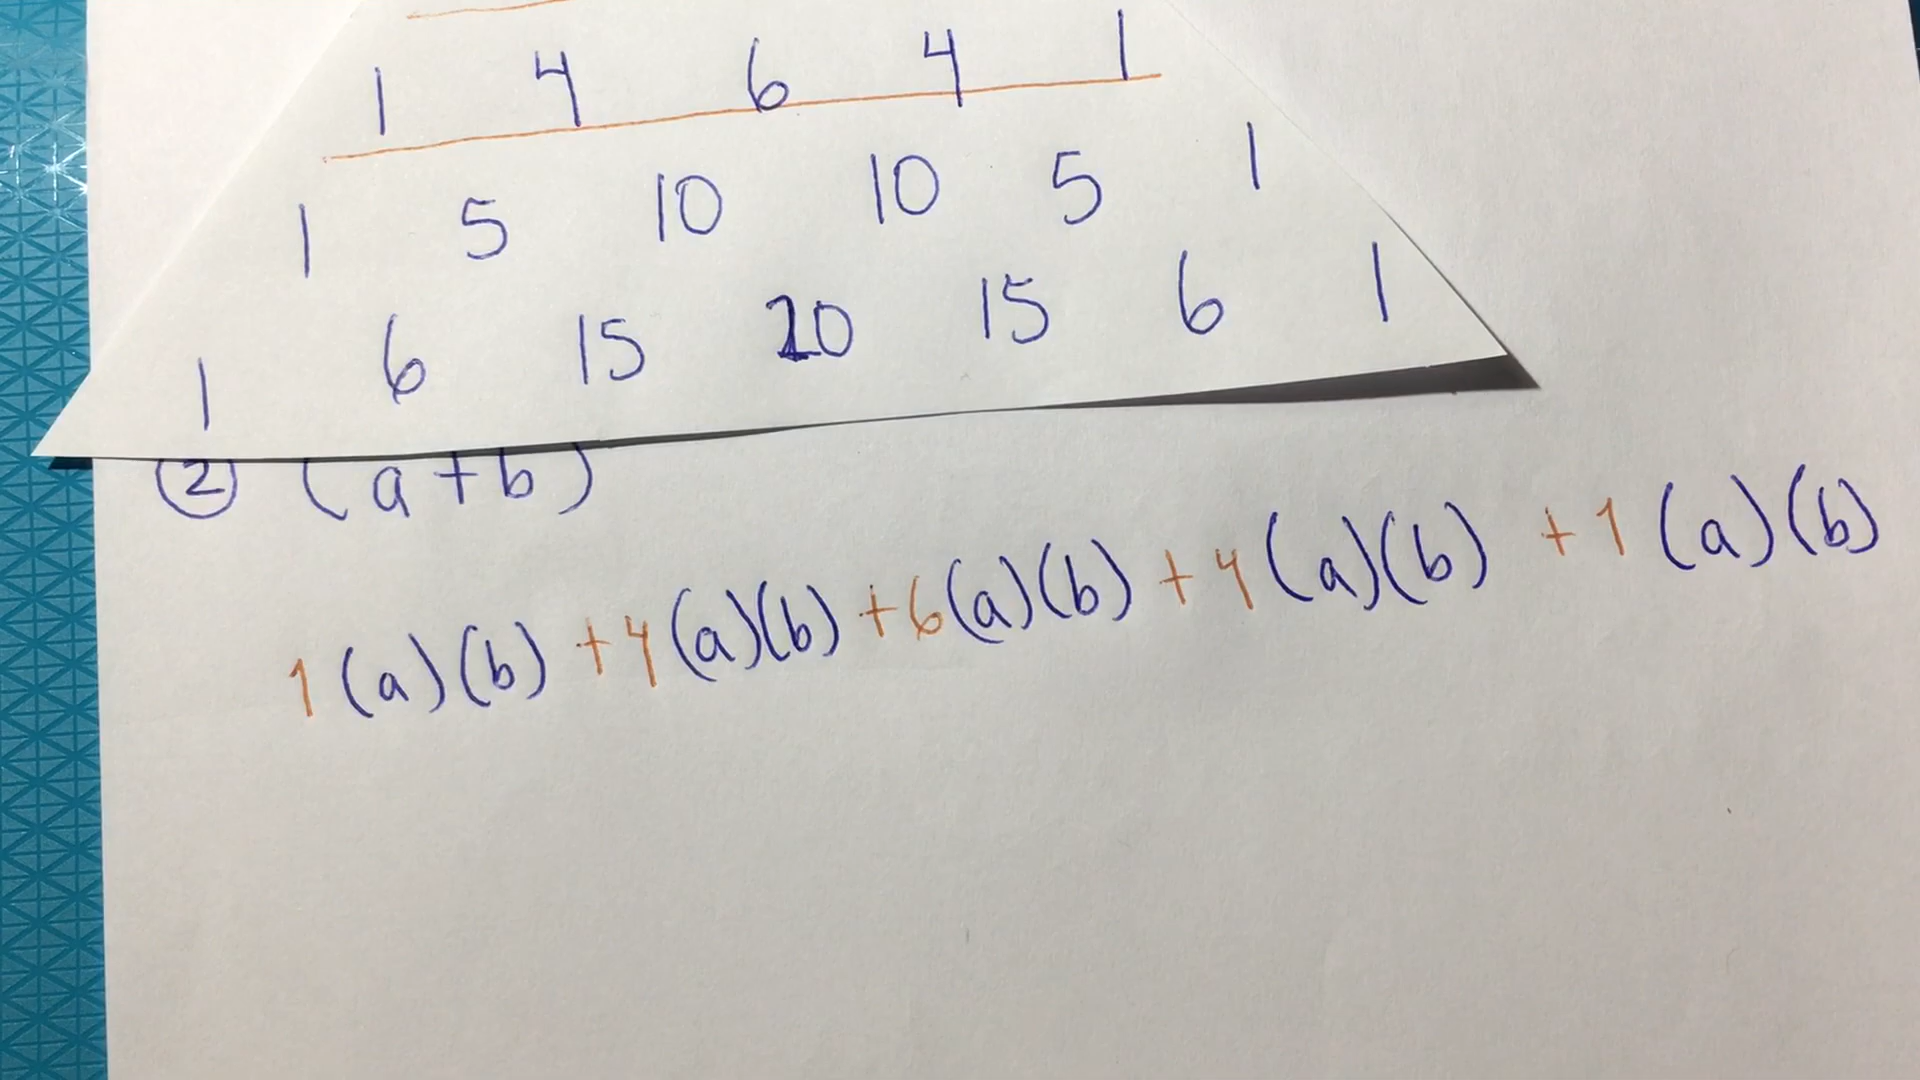 1 4 6 4 1
1 5 10 10 5 1
1 6 15 20 15 6 1
② (a+b)
1(a)(b) +4(a)(b) +6(a)(b) +4(a)(b) +1(a)(b)